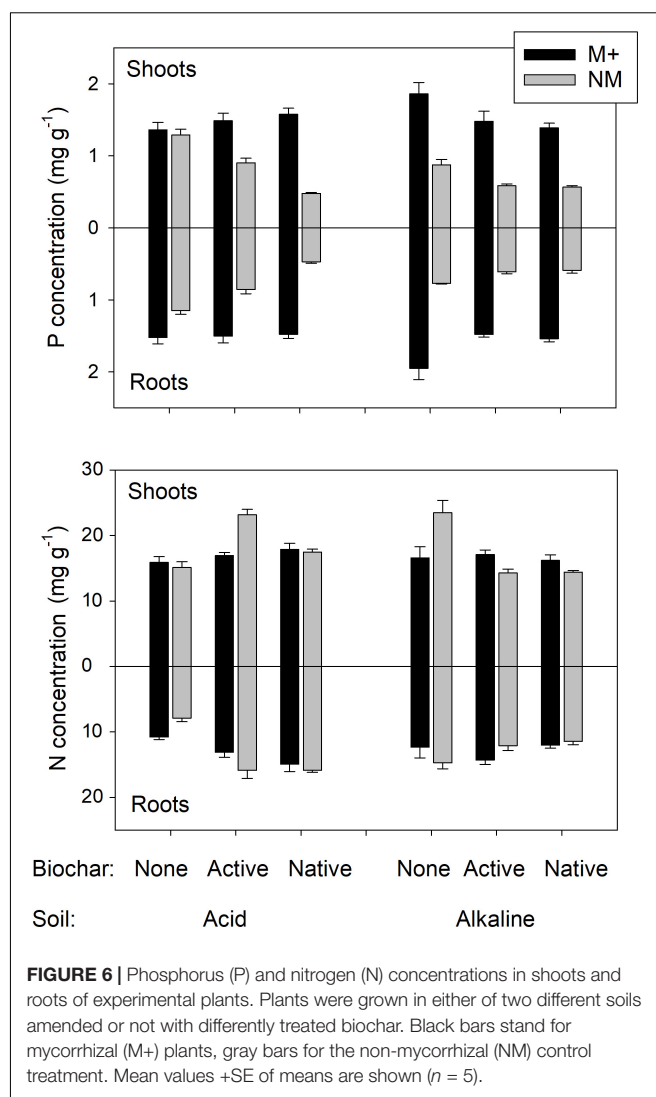 Shoots
M+
NM
P concentration (mg g-1)
2
1
0
1
2
Roots
30
Shoots
N concentration (mg g-1)
20
10
0
10
20
Roots
Biochar: None Active Native None Active Native
Soil: Acid Alkaline
FIGURE 6 | Phosphorus (P) and nitrogen (N) concentrations in shoots and
roots of experimental plants. Plants were grown in either of two different soils
amended or not with differently treated biochar. Black bars stand for
mycorrhizal (M+) plants, gray bars for the non-mycorrhizal (NM) control
treatment. Mean values +SE of means are shown (n = 5).